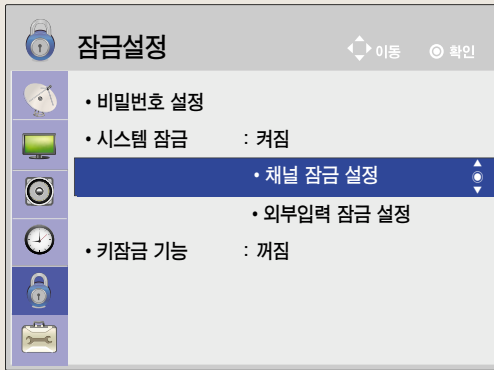 잠금설정 이동 확인
• 비밀번호 설정
• 시스템 잠금 : 켜짐
• 채널 잠금 설정
• 외부입력 잠금 설정
• 키잠금 기능 : 꺼짐